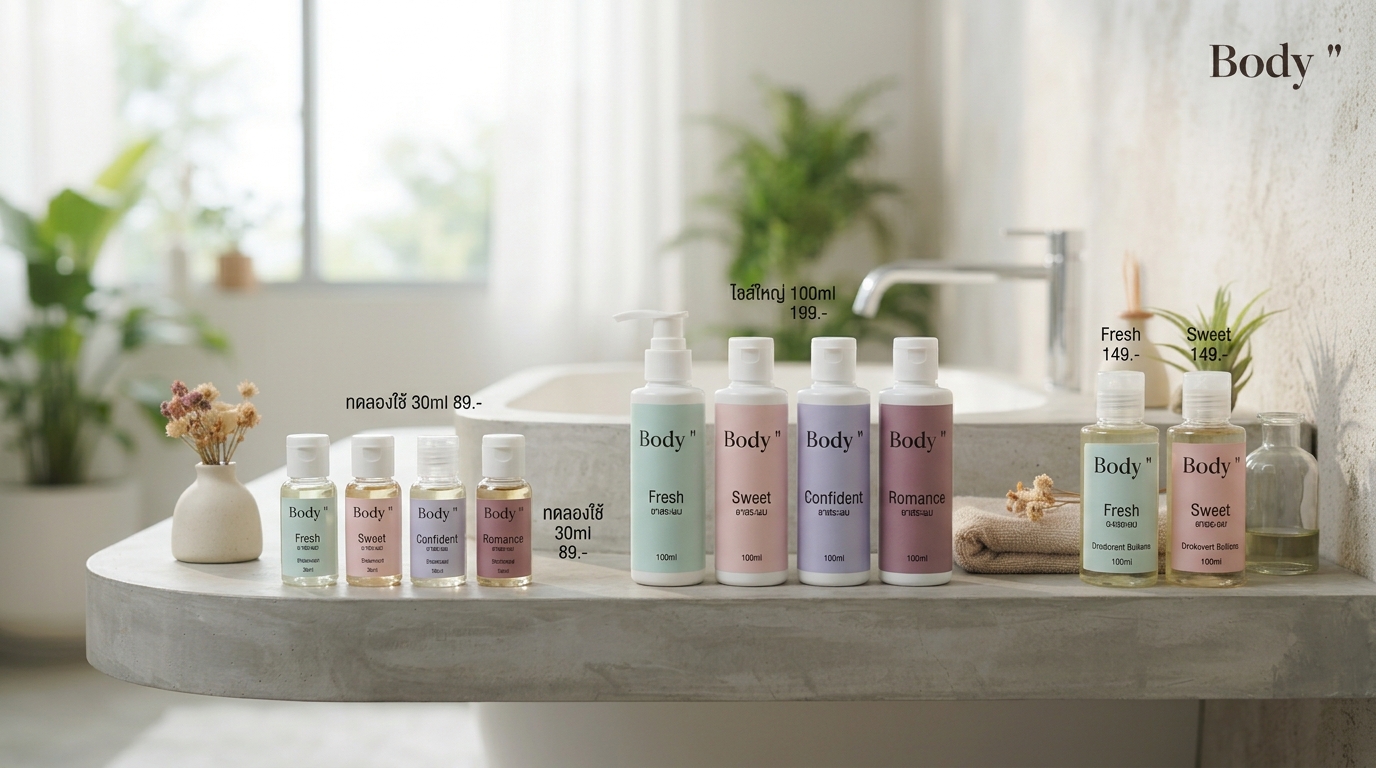 Body "
ทดลองใช้ 30ml 89.-
Body "
Fresh
Body "
Sweet
Body "
Confident
Body "
Romance
ทดลองใช้
30ml
89.-
ไซส์ใหญ่ 100ml
199.-
Body "
Fresh
100ml
Body "
Sweet
100ml
Body "
Confident
100ml
Body "
Romance
100ml
Fresh
149.-
Sweet
149.-
Body "
Fresh
100ml
Body "
Sweet
100ml